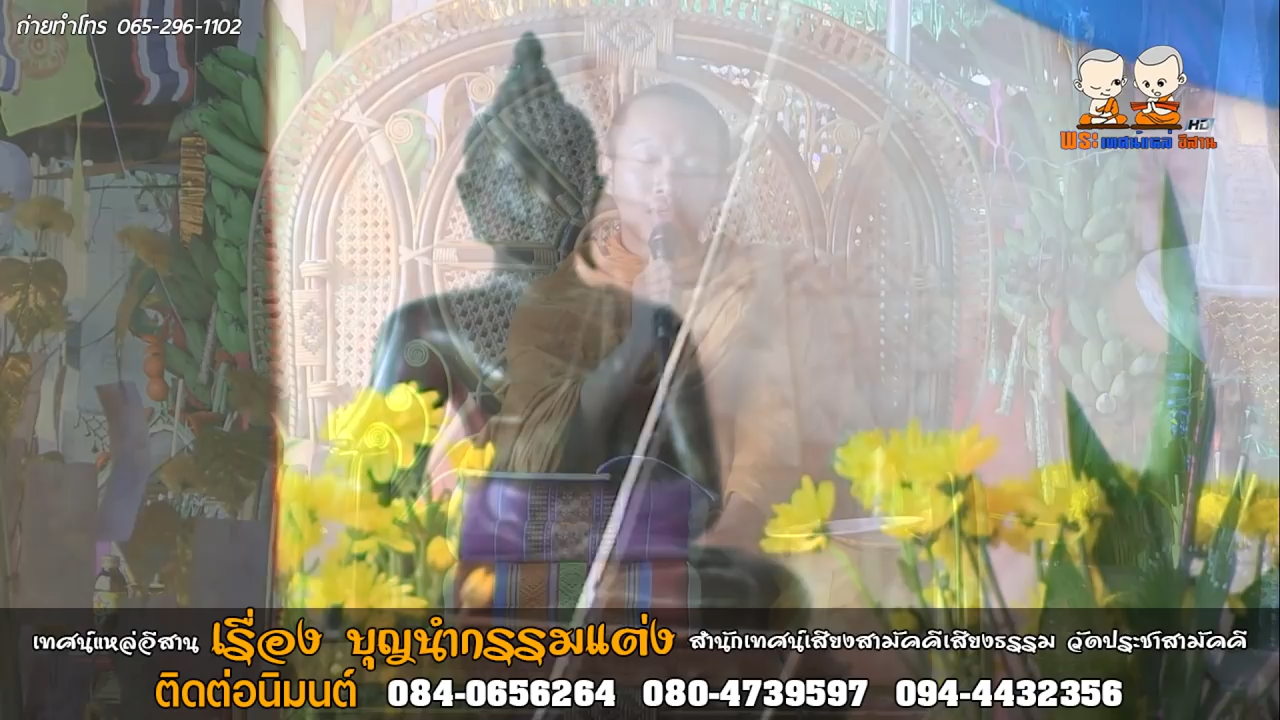 ถ่ายทำโทร 065-296-1102
HD
พระเทศน์แหล่ อีสาน
เทศน์แหล่อีสาน เรื่อง บุญนำกรรมแต่ง สำนักเทศน์เสียงสามัคคีเสียงธรรม วัดประชาสามัคคี
ติดต่อนิมนต์ 084-0656264 080-4739597 094-4432356